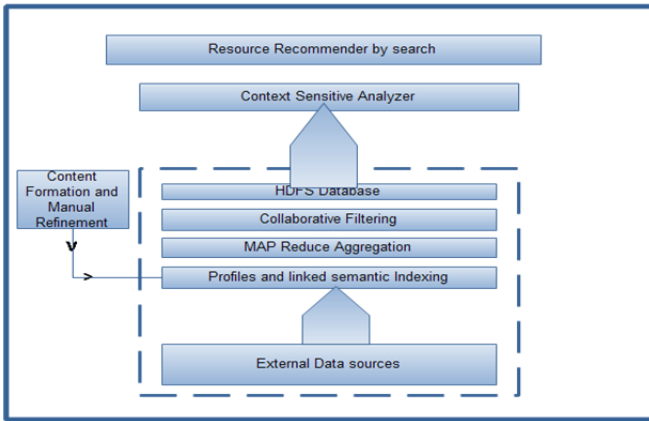 Resource Recommender by search
Context Sensitive Analyzer
Content
Formation and
Manual
Refinement
HDFS Database
Collaborative Filtering
MAP Reduce Aggregation
Profiles and linked semantic Indexing
External Data sources